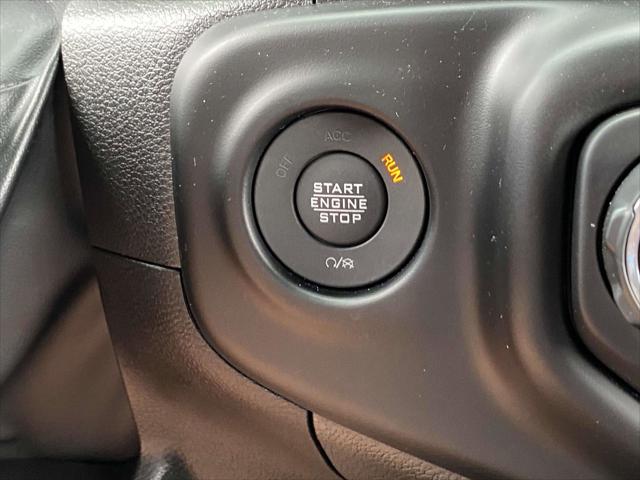 ACC
OFF
RUN
START
ENGINE
STOP